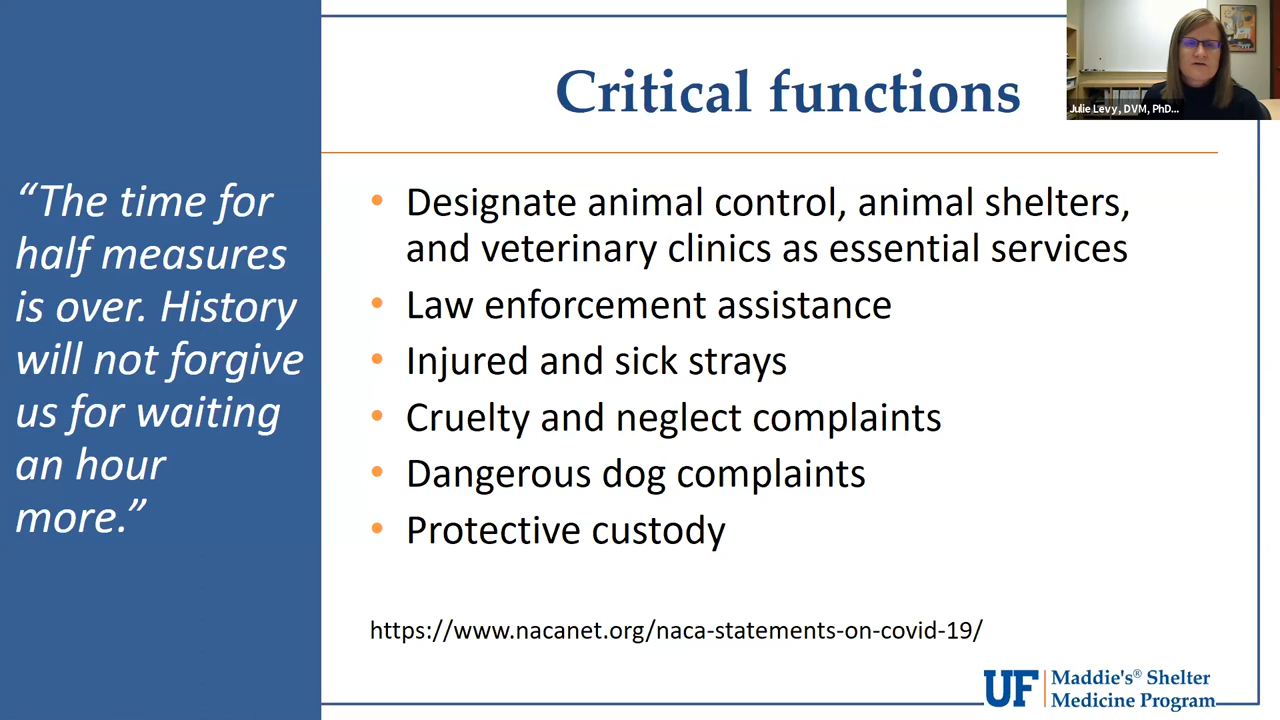 Critical functions
Julie Levy, DVM, PhD...
“The time for
half measures
is over. History
will not forgive
us for waiting
an hour
more.”
• Designate animal control, animal shelters,
and veterinary clinics as essential services
• Law enforcement assistance
• Injured and sick strays
• Cruelty and neglect complaints
• Dangerous dog complaints
• Protective custody
https://www.nacanet.org/naca-statements-on-covid-19/
UF
Maddie's® Shelter
Medicine Program